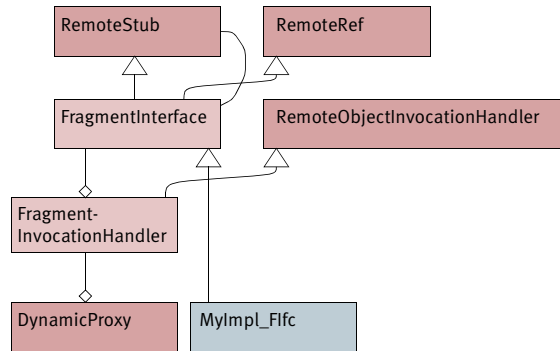 RemoteStub
RemoteRef
FragmentInterface
RemoteObjectInvocationHandler
Fragment-
InvocationHandler
DynamicProxy
MyImpl_FIfc